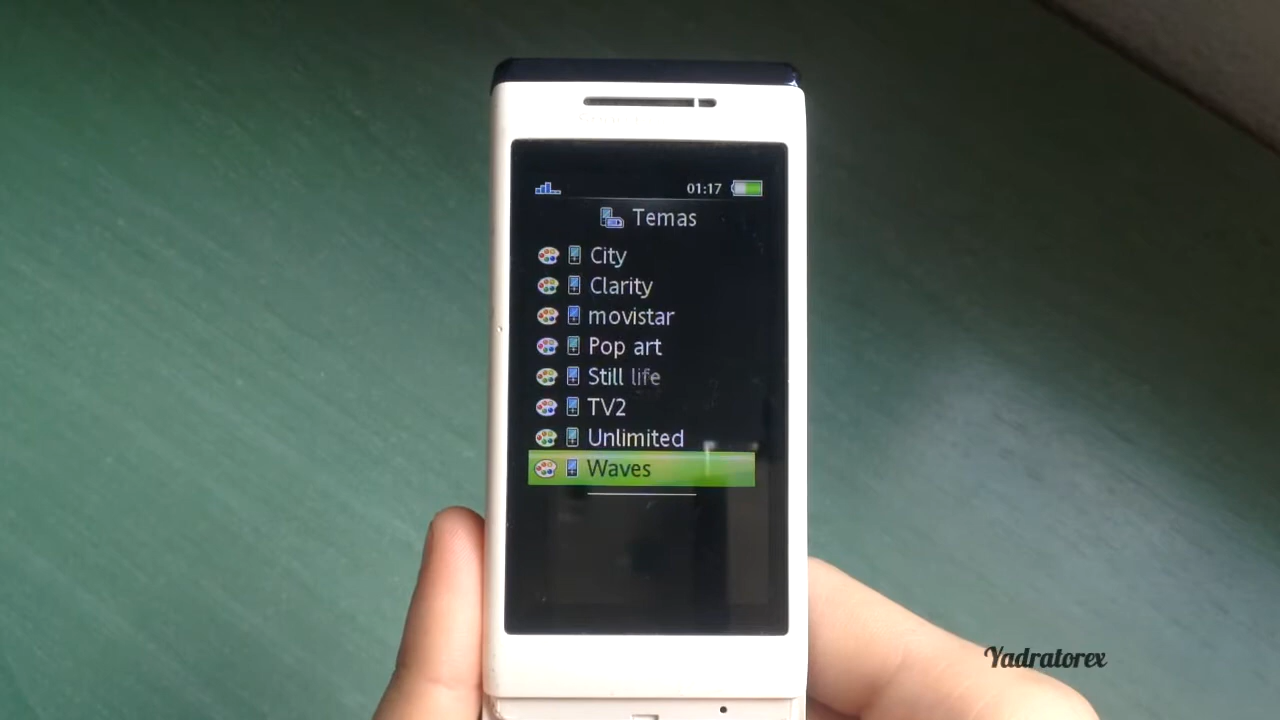 01:17
Temas
City
Clarity
movistar
Pop art
Still life
TV2
Unlimited
Waves
Yadratorex